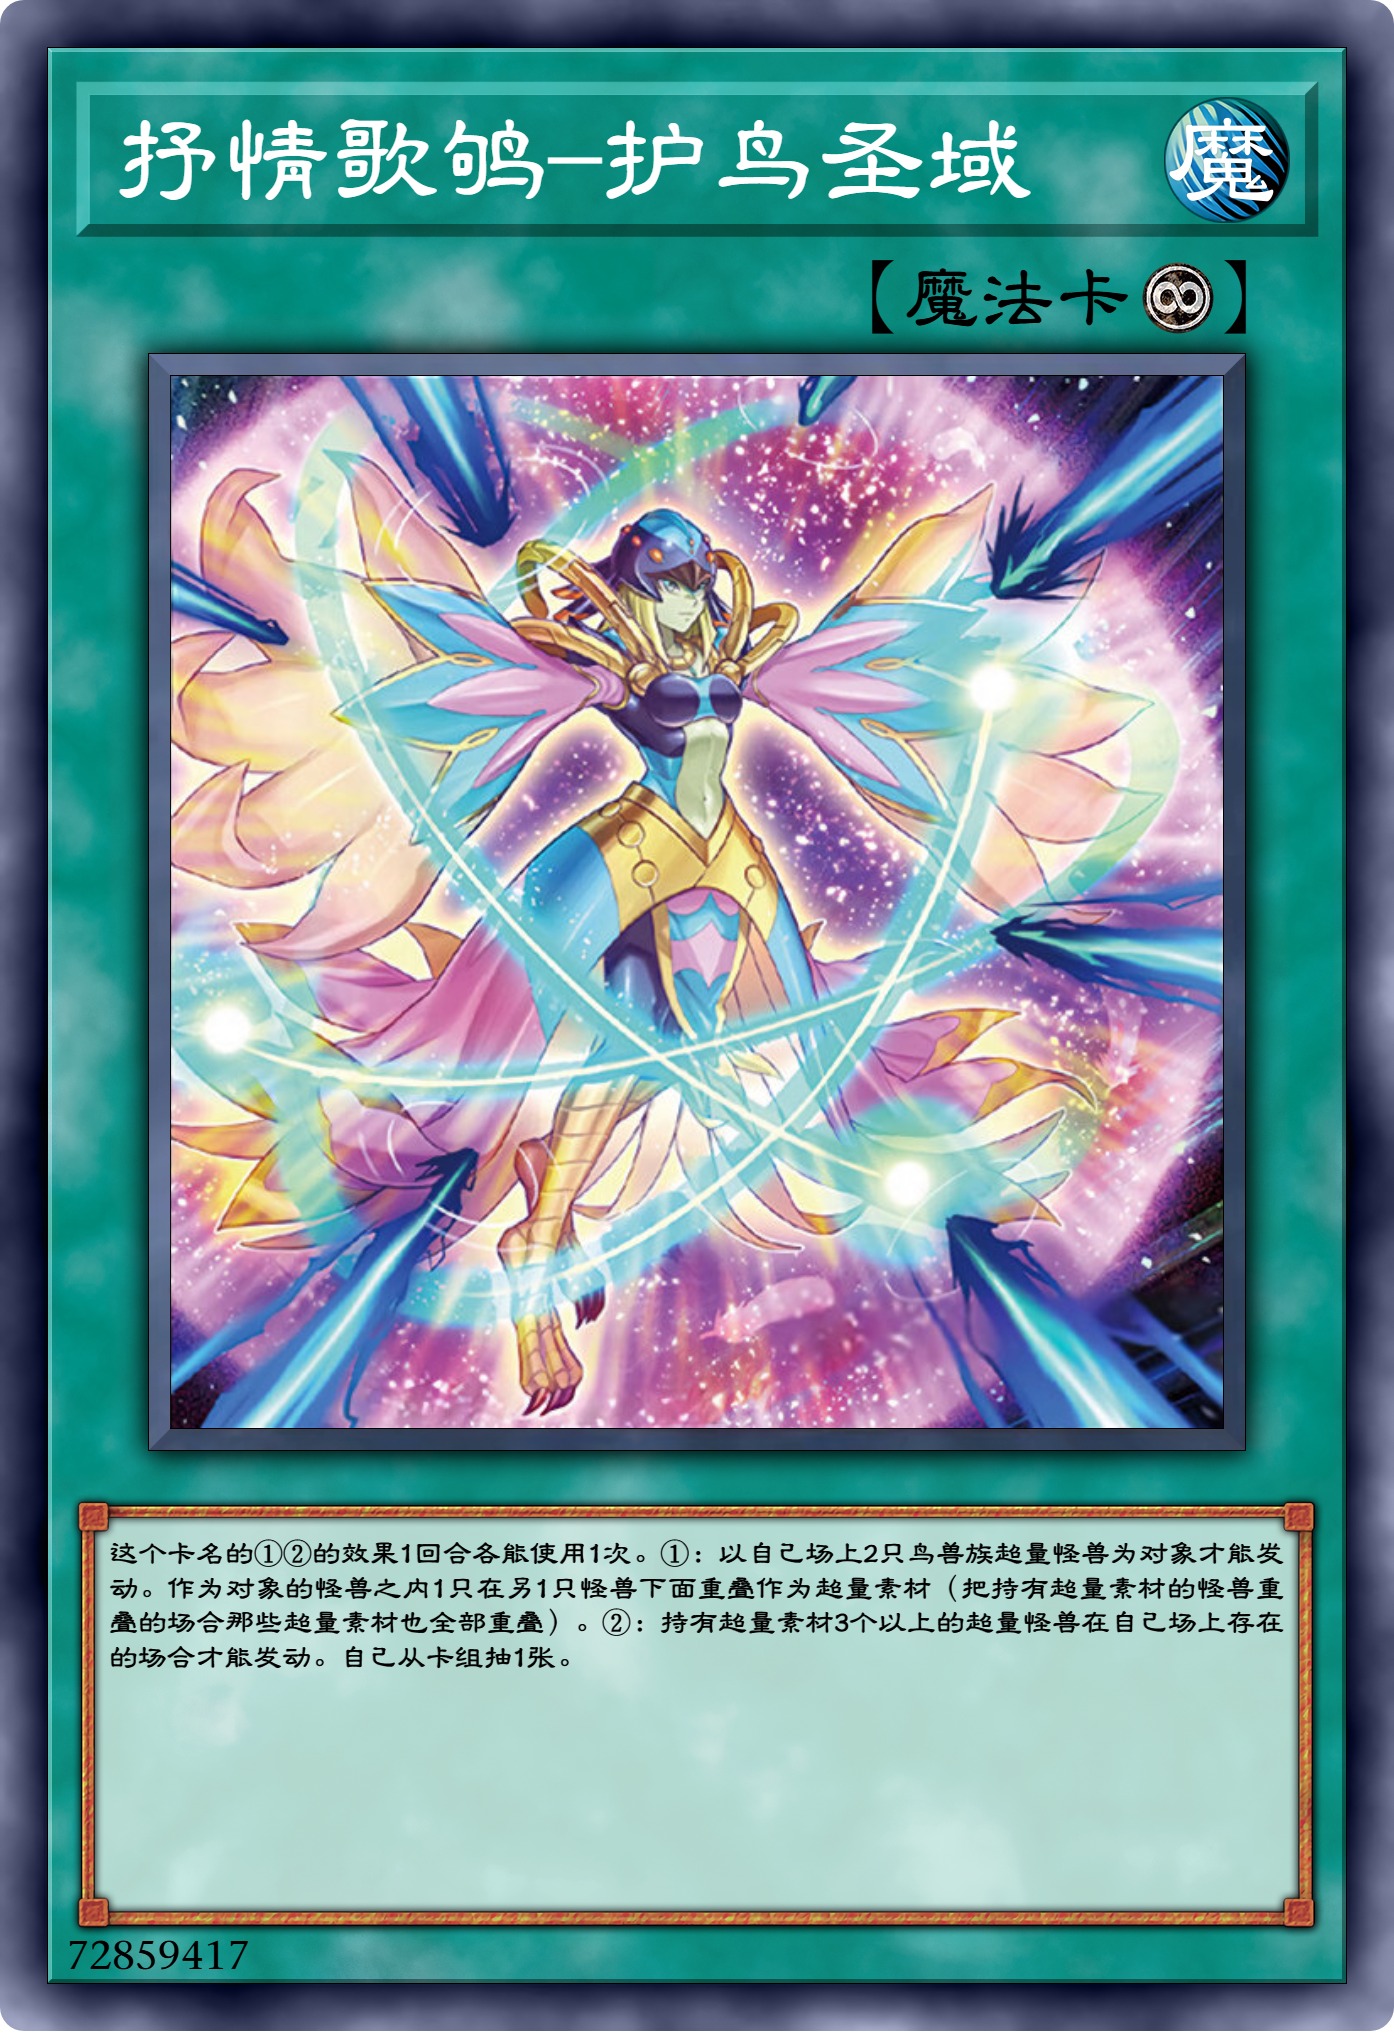 抒情歌鸲-护鸟圣域
魔
【魔法卡】
这个卡名的①②的效果1回合各能使用1次。①：以自己场上2只鸟兽族超量怪兽为对象才能发
动。作为对象的怪兽之内1只在另1只怪兽下面重叠作为超量素材（把持有超量素材的怪兽重
叠的场合那些超量素材也全部重叠）。②：持有超量素材3个以上的超量怪兽在自己场上存在
的场合才能发动。自己从卡组抽1张。
72859417